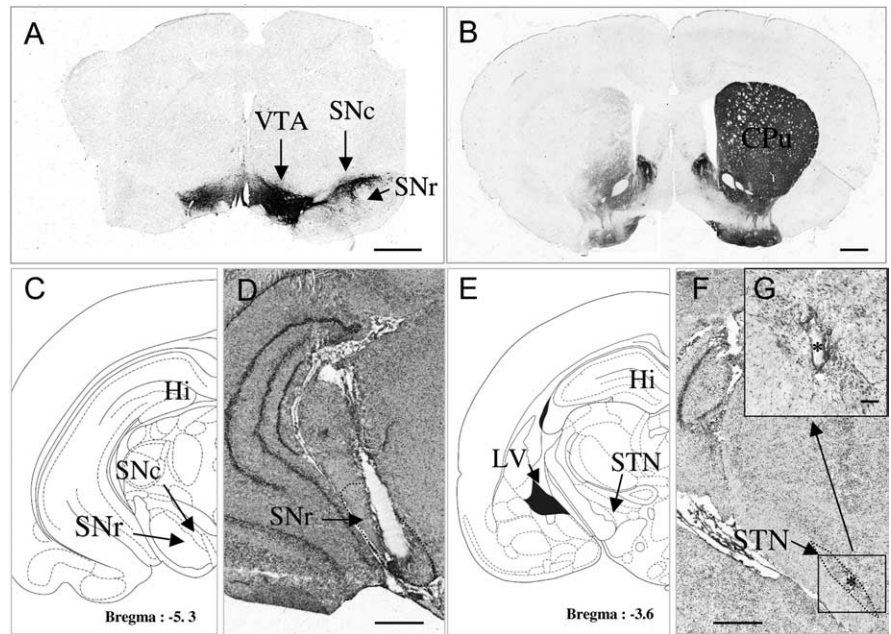 A
VTA
SNc
SNr
B
CPu
C
Hi
SNc
SNr
Bregma : -5. 3
D
SNr
E
Hi
LV
STN
Bregma : -3.6
F
G
*
STN
*